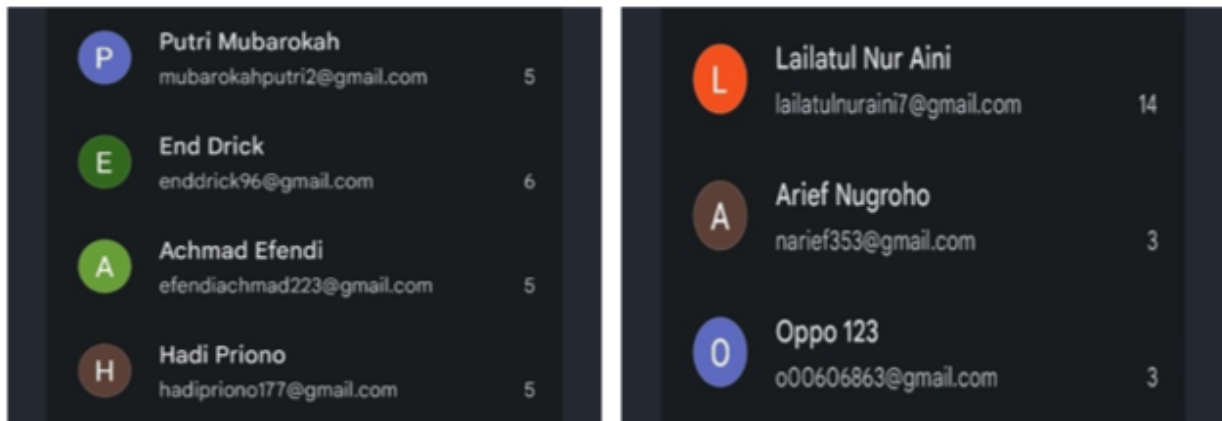 P
Putri Mubarokah
mubarokahputri2@gmail.com 5
E
End Drick
enddrick96@gmail.com 6
A
Achmad Efendi
efendiachmad223@gmail.com 5
H
Hadi Priono
hadipriono177@gmail.com 5
L
Lailatul Nur Aini
lailatulnuraini7@gmail.com 14
A
Arief Nugroho
narief353@gmail.com 3
O
Oppo 123
o00606863@gmail.com 3